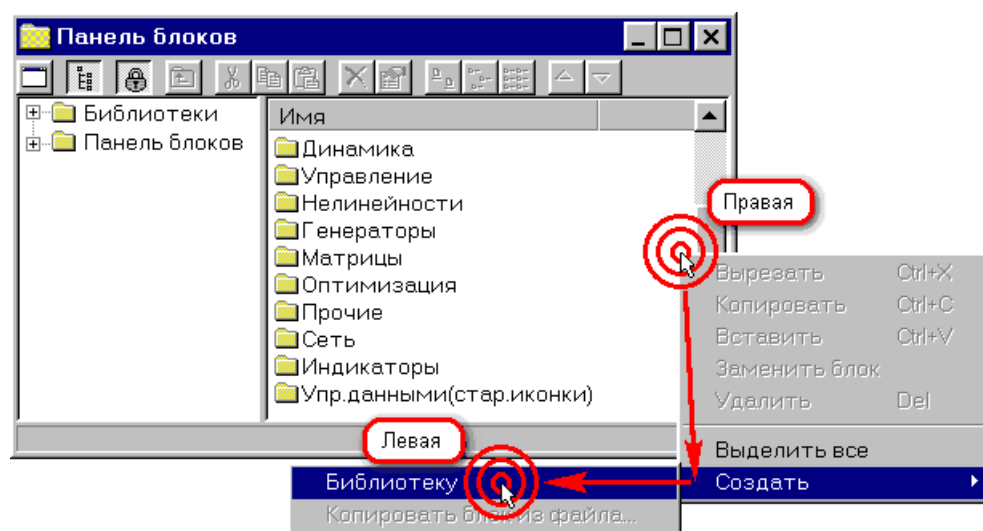 Панель блоков
Библиотеки
Панель блоков
Имя
Динамика
Управление
Нелинейности
Генераторы
Матрицы
Оптимизация
Прочие
Сеть
Индикаторы
Упр.данными(стар.иконки)
Правая
Вырезать Ctrl+X
Копировать Ctrl+C
Вставить Ctrl+V
Заменить блок
Удалить Del
Выделить все
Создать
Левая
Библиотеку
Копировать блок из файла...